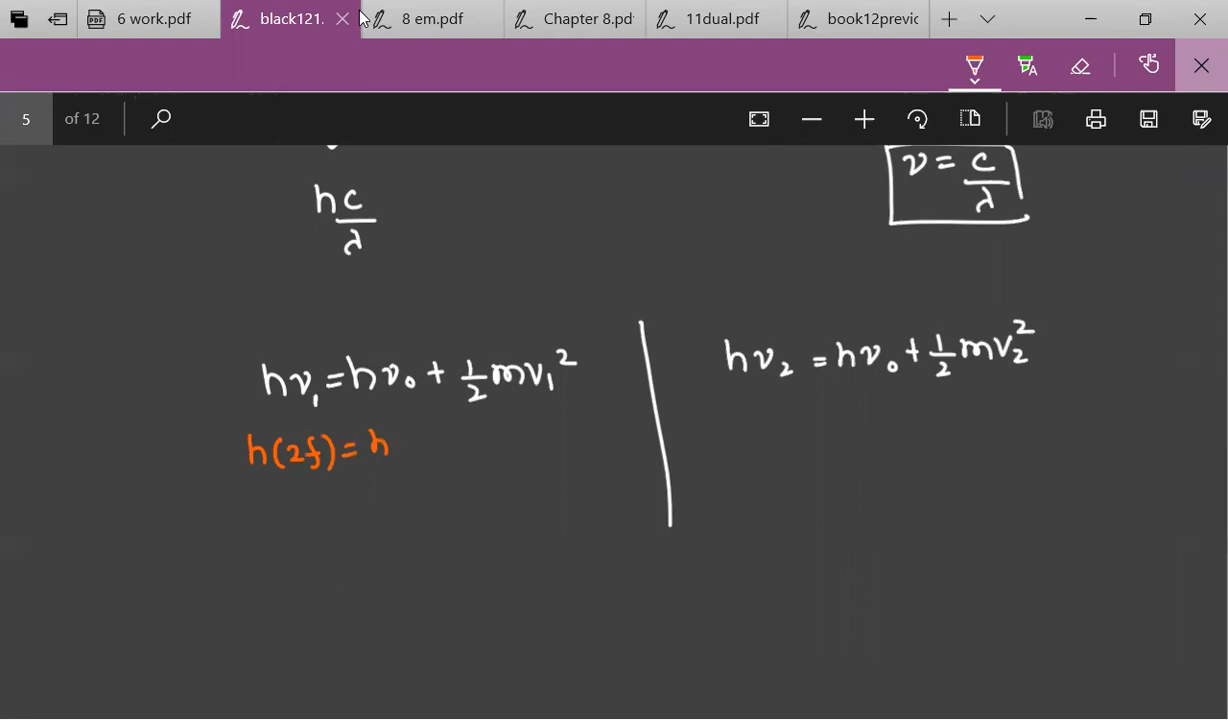 6 work.pdf black121. 8 em.pdf Chapter 8.pdf 11dual.pdf book12previc
5 of 12
hc/λ
ν = c/λ
hν₁ = hν₀ + ½mv₁²
hν₂ = hν₀ + ½mv₂²
h(2f) = h